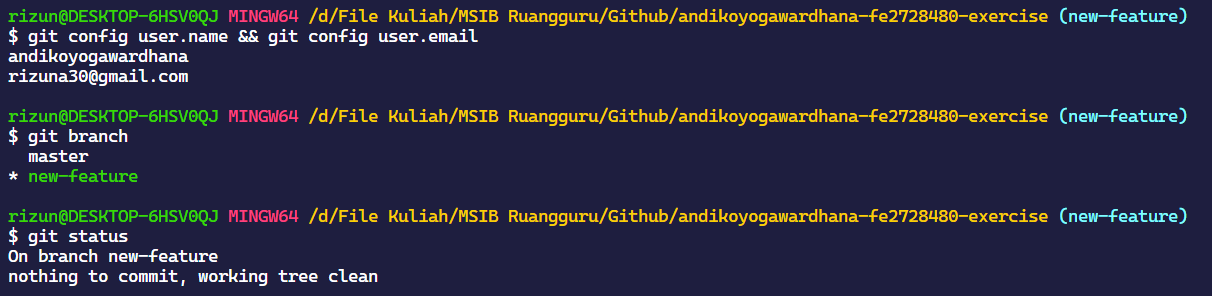 rizun@DESKTOP-6HSV0QJ MINGW64 /d/File Kuliah/MSIB Ruangguru/Github/andikoyogawardhana-fe2728480-exercise (new-feature)
$ git config user.name && git config user.email
andikoyogawardhana
rizuna30@gmail.com
rizun@DESKTOP-6HSV0QJ MINGW64 /d/File Kuliah/MSIB Ruangguru/Github/andikoyogawardhana-fe2728480-exercise (new-feature)
$ git branch
  master
* new-feature
rizun@DESKTOP-6HSV0QJ MINGW64 /d/File Kuliah/MSIB Ruangguru/Github/andikoyogawardhana-fe2728480-exercise (new-feature)
$ git status
On branch new-feature
nothing to commit, working tree clean